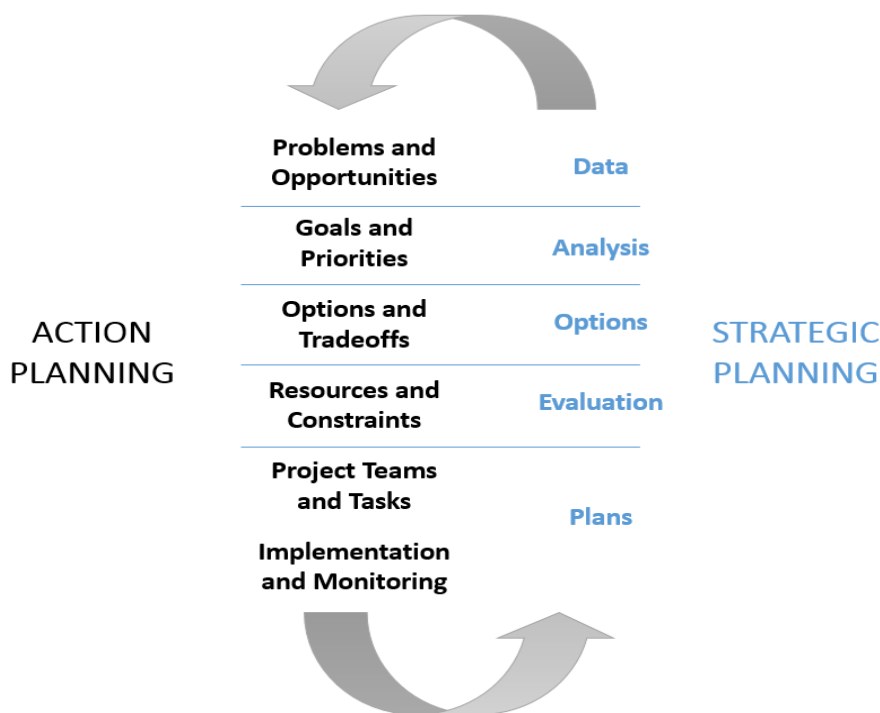 Problems and
Opportunities
Data
Goals and
Priorities
Analysis
ACTION
PLANNING
Options and
Tradeoffs
Options
STRATEGIC
PLANNING
Resources and
Constraints
Evaluation
Project Teams
and Tasks
Plans
Implementation
and Monitoring